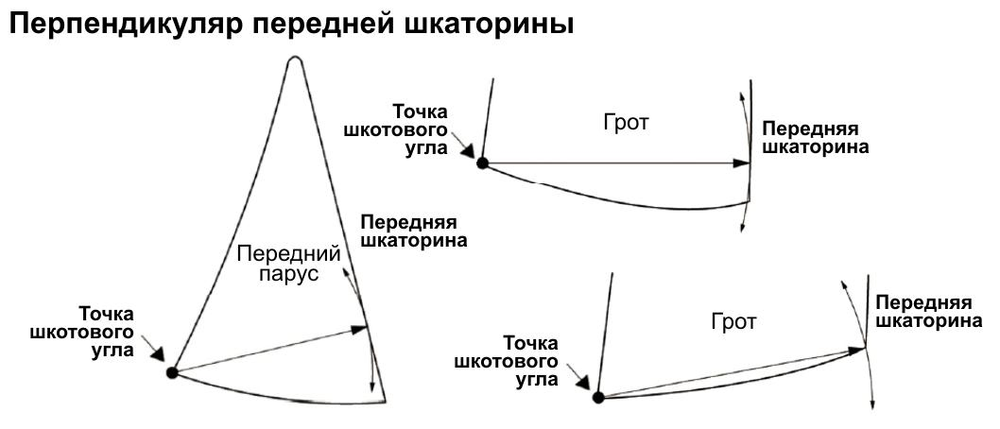 Перпендикуляр передней шкаторины
Точка
шкотового
угла
Грот
Передняя
шкаторина
Передняя
шкаторина
Передний
парус
Точка
шкотового
угла
Грот
Передняя
шкаторина
Точка
шкотового
угла